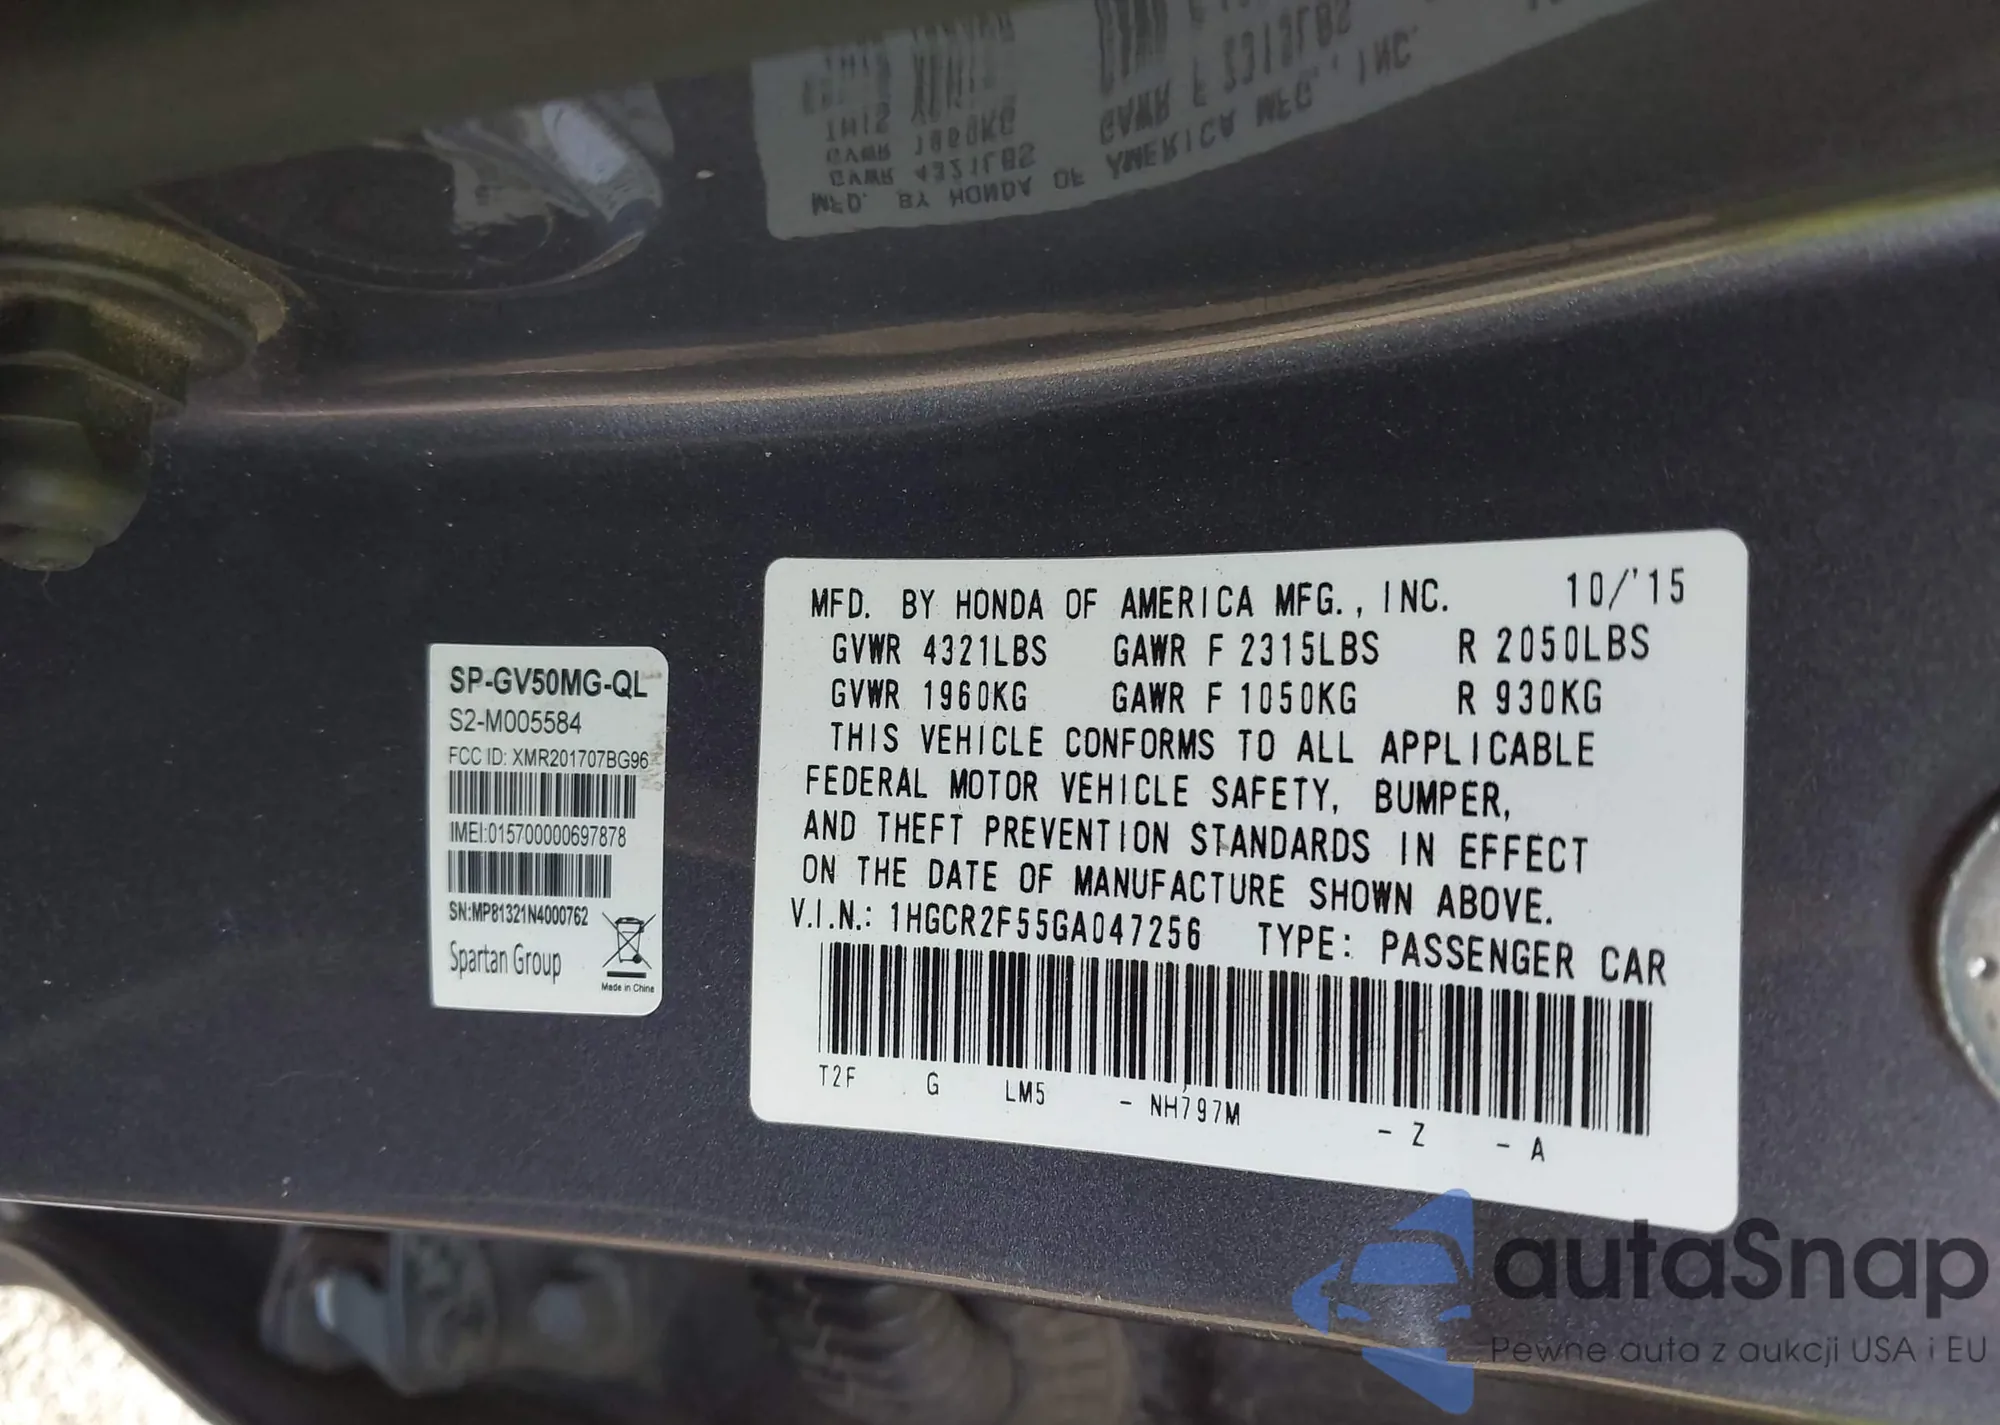 SP-GV50MG-QL
S2-M005584
FCC ID: XMR201707BG96
IMEI:015700000697878
SN:MP81321N4000762
Spartan Group
Made in China
MFD. BY HONDA OF AMERICA MFG., INC. 10/'15
GVWR 4321LBS GAWR F 2315LBS R 2050LBS
GVWR 1960KG GAWR F 1050KG R 930KG
THIS VEHICLE CONFORMS TO ALL APPLICABLE
FEDERAL MOTOR VEHICLE SAFETY, BUMPER,
AND THEFT PREVENTION STANDARDS IN EFFECT
ON THE DATE OF MANUFACTURE SHOWN ABOVE.
V.I.N.: 1HGCR2F55GA047256 TYPE: PASSENGER CAR
T2F G LM5 - NH797M - Z - A
autaSnap
Pewne auta z aukcji USA i EU